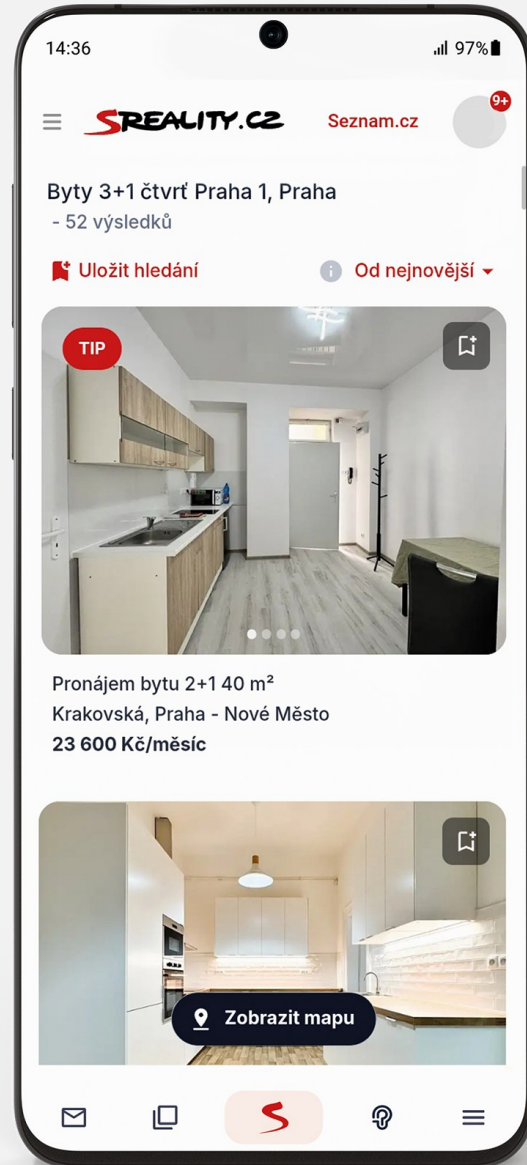 14:36
97%
SREALITY.CZ
Seznam.cz
9+
Byty 3+1 čtvrť Praha 1, Praha
- 52 výsledků
Uložit hledání
i
Od nejnovější
TIP
Pronájem bytu 2+1 40 m²
Krakovská, Praha - Nové Město
23 600 Kč/měsíc
Zobrazit mapu